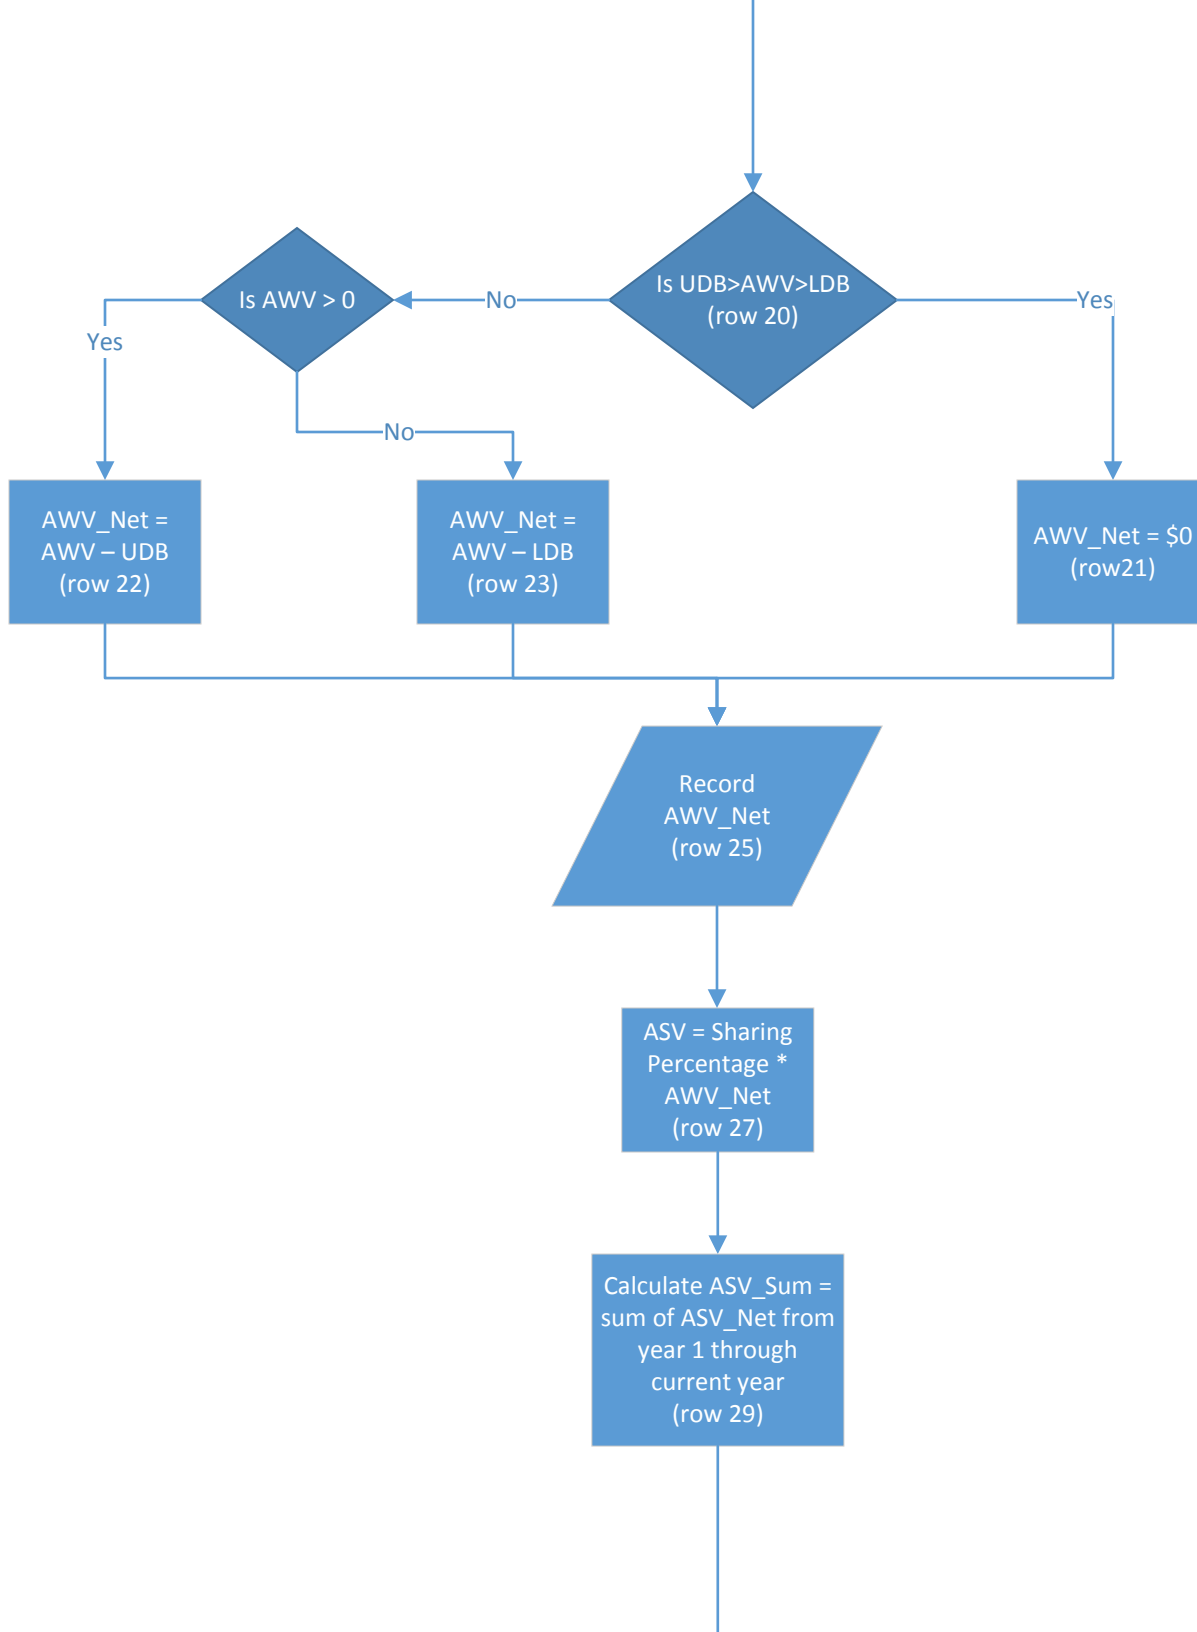 Is UDB>AWV>LDB
(row 20)
Is AWV > 0
No
Yes
Yes
No
AWV_Net =
AWV – UDB
(row 22)
AWV_Net =
AWV – LDB
(row 23)
AWV_Net = $0
(row21)
Record
AWV_Net
(row 25)
ASV = Sharing
Percentage *
AWV_Net
(row 27)
Calculate ASV_Sum =
sum of ASV_Net from
year 1 through
current year
(row 29)